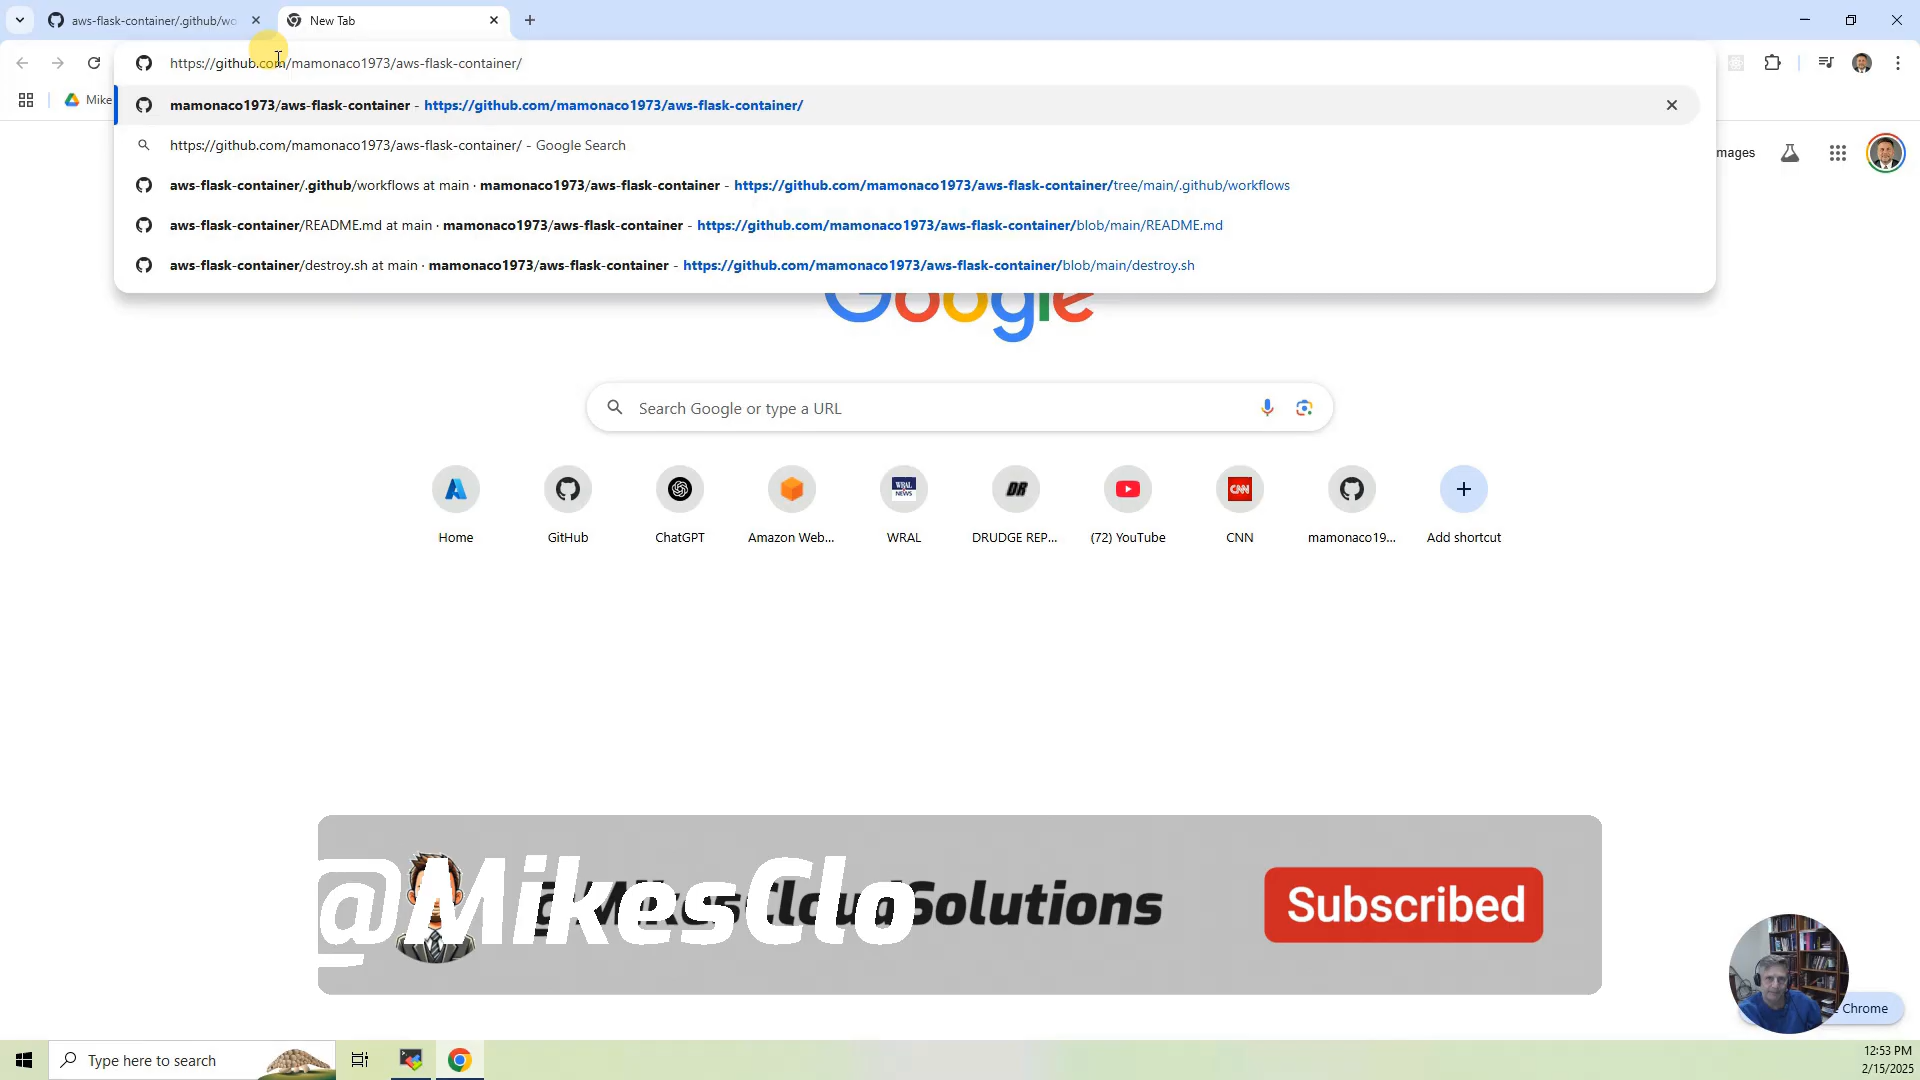 aws-flask-container/.github/wo
New Tab
https://github.com/mamonaco1973/aws-flask-container/
Mike
mamonaco1973/aws-flask-container - https://github.com/mamonaco1973/aws-flask-container/
https://github.com/mamonaco1973/aws-flask-container/ - Google Search
aws-flask-container/.github/workflows at main · mamonaco1973/aws-flask-container - https://github.com/mamonaco1973/aws-flask-container/tree/main/.github/workflows
aws-flask-container/README.md at main · mamonaco1973/aws-flask-container - https://github.com/mamonaco1973/aws-flask-container/blob/main/README.md
aws-flask-container/destroy.sh at main · mamonaco1973/aws-flask-container - https://github.com/mamonaco1973/aws-flask-container/blob/main/destroy.sh
mages
Google
Search Google or type a URL
WRAL NEWS
DR
CNN
Home
GitHub
ChatGPT
Amazon Web...
WRAL
DRUDGE REP...
(72) YouTube
CNN
mamonaco19...
Add shortcut
@MikesClo
@MikesCloudSolutions
Subscribed
Chrome
Type here to search
12:53 PM
2/15/2025